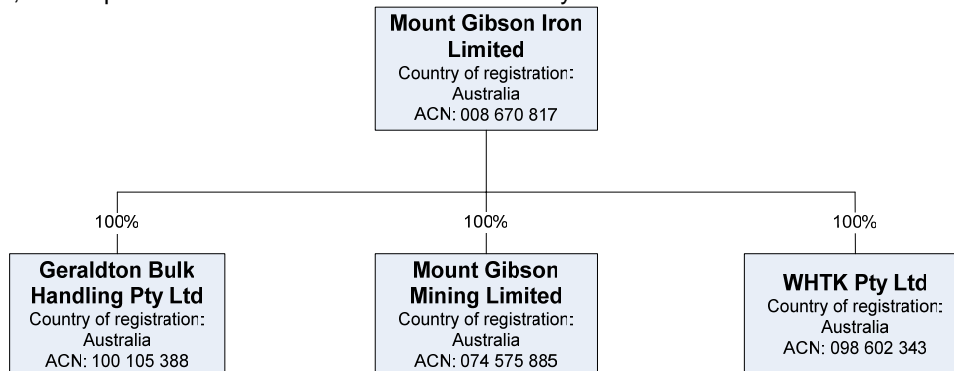 Mount Gibson Iron
Limited
Country of registration:
Australia
ACN: 008 670 817
100%
100%
100%
Geraldton Bulk
Handling Pty Ltd
Country of registration:
Australia
ACN: 100 105 388
Mount Gibson
Mining Limited
Country of registration:
Australia
ACN: 074 575 885
WHTK Pty Ltd
Country of registration:
Australia
ACN: 098 602 343